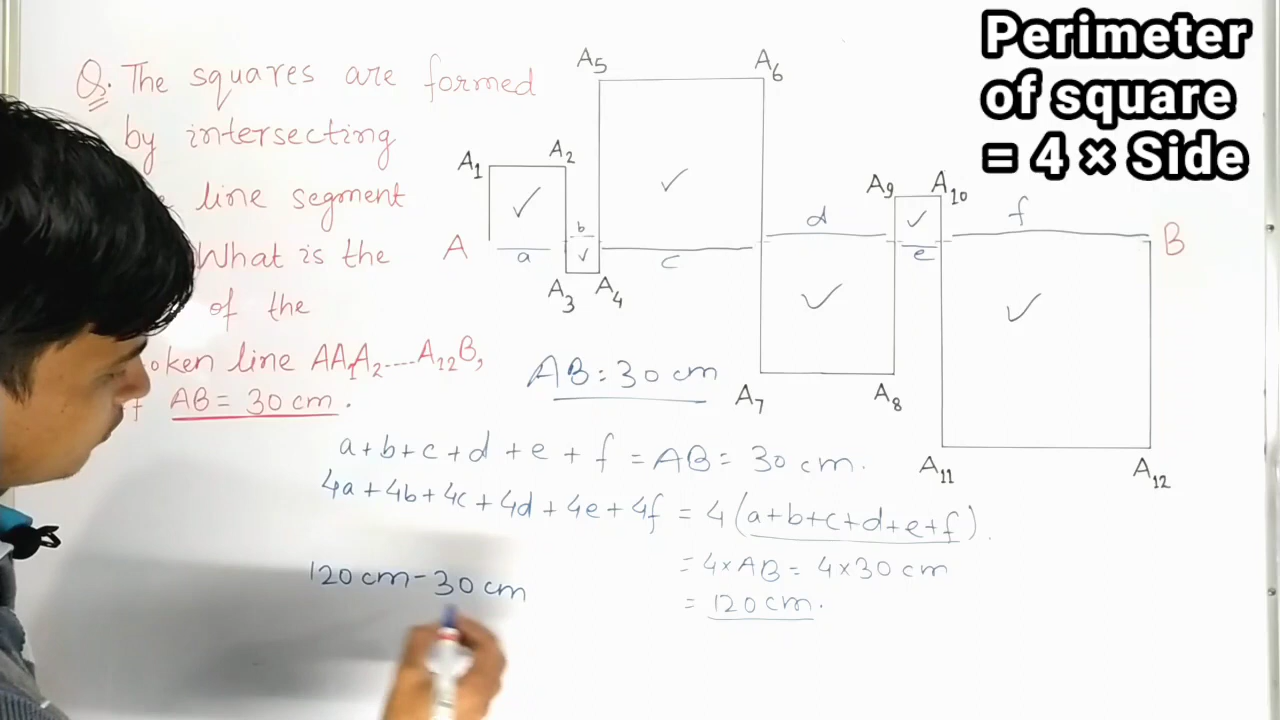 Perimeter
of square
= 4 × Side
Q. The squares are formed
by intersecting
line segment
What is the
of the
oken line AA1A2....A12B,
AB = 30 cm.
A1
A2
A3
A4
A5
A6
A7
A8
A9
A10
A11
A12
A
B
a
b
c
d
e
f
AB = 30 cm
a+b+c+d+e+f = AB = 30 cm.
4a+4b+4c+4d+4e+4f = 4(a+b+c+d+e+f).
= 4×AB = 4×30 cm
= 120 cm.
120 cm - 30 cm